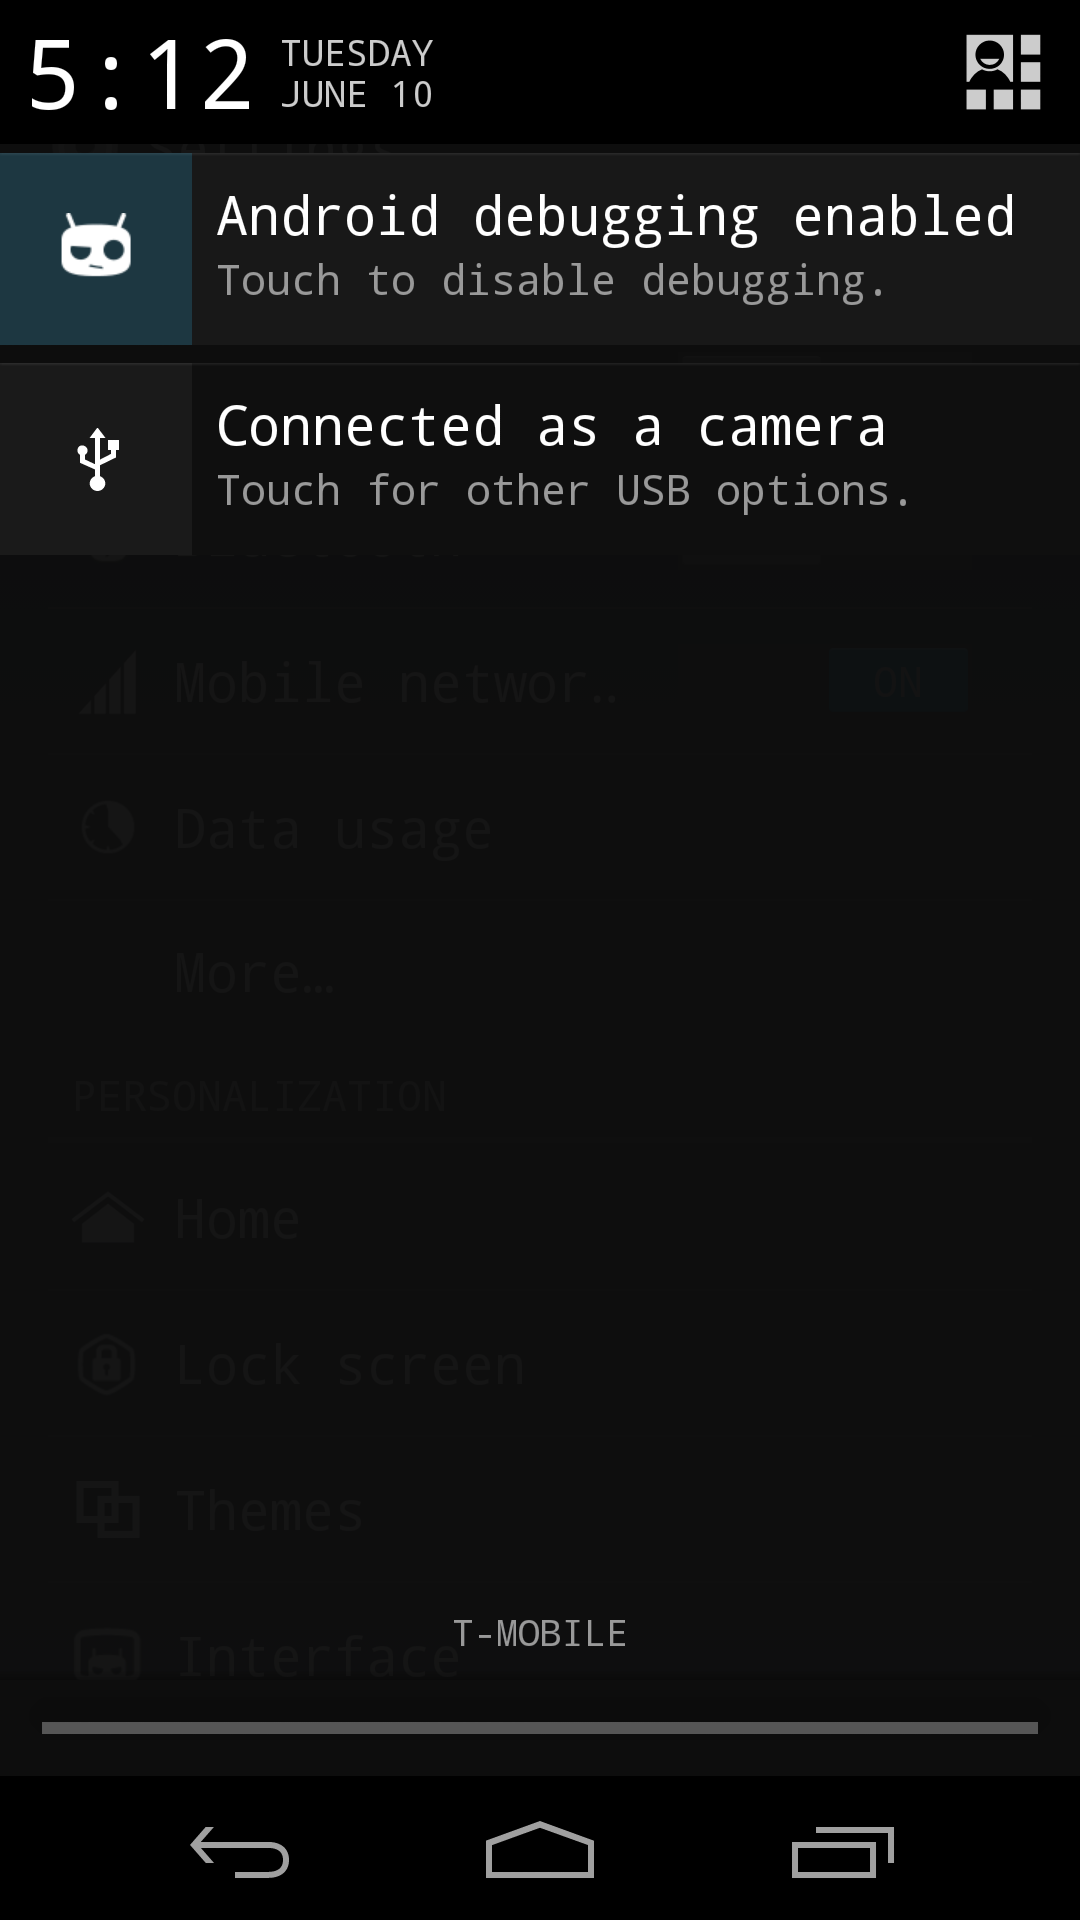 5:12
TUESDAY
JUNE 10
settings
Android debugging enabled
Touch to disable debugging.
Connected as a camera
Touch for other USB options.
Mobile networ..
ON
Data usage
More…
PERSONALIZATION
Home
Lock screen
Themes
T-MOBILE
Interface